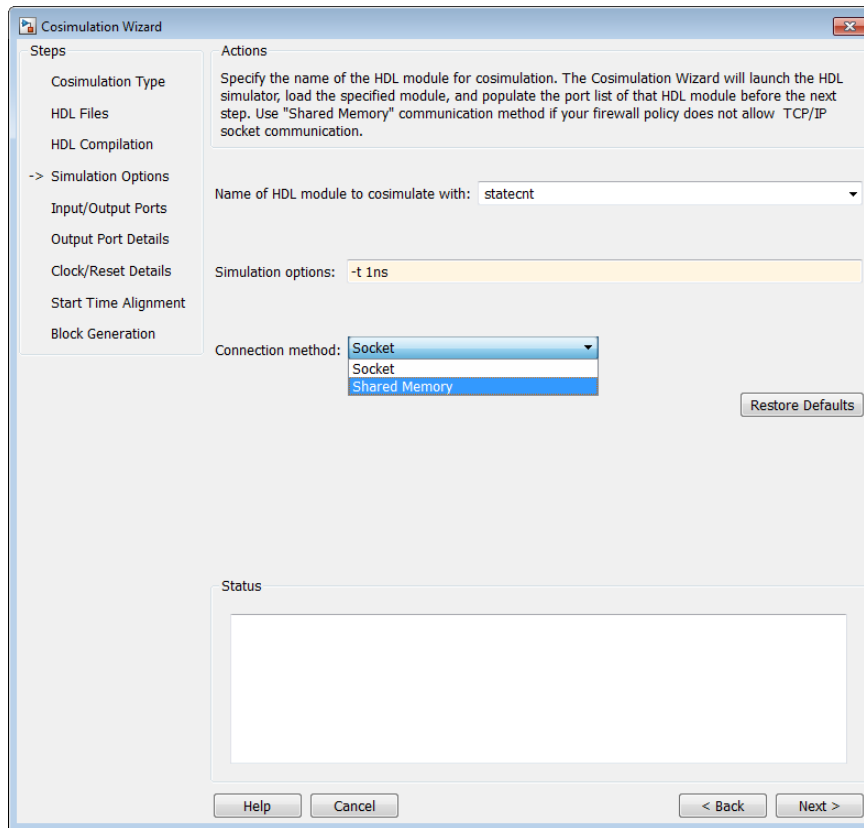 Cosimulation Wizard
Steps
Cosimulation Type
HDL Files
HDL Compilation
-> Simulation Options
Input/Output Ports
Output Port Details
Clock/Reset Details
Start Time Alignment
Block Generation
Actions
Specify the name of the HDL module for cosimulation. The Cosimulation Wizard will launch the HDL
simulator, load the specified module, and populate the port list of that HDL module before the next
step. Use "Shared Memory" communication method if your firewall policy does not allow TCP/IP
socket communication.
Name of HDL module to cosimulate with: statecnt
Simulation options: -t 1ns
Connection method: Socket
Socket
Shared Memory
Restore Defaults
Status
Help Cancel < Back Next >